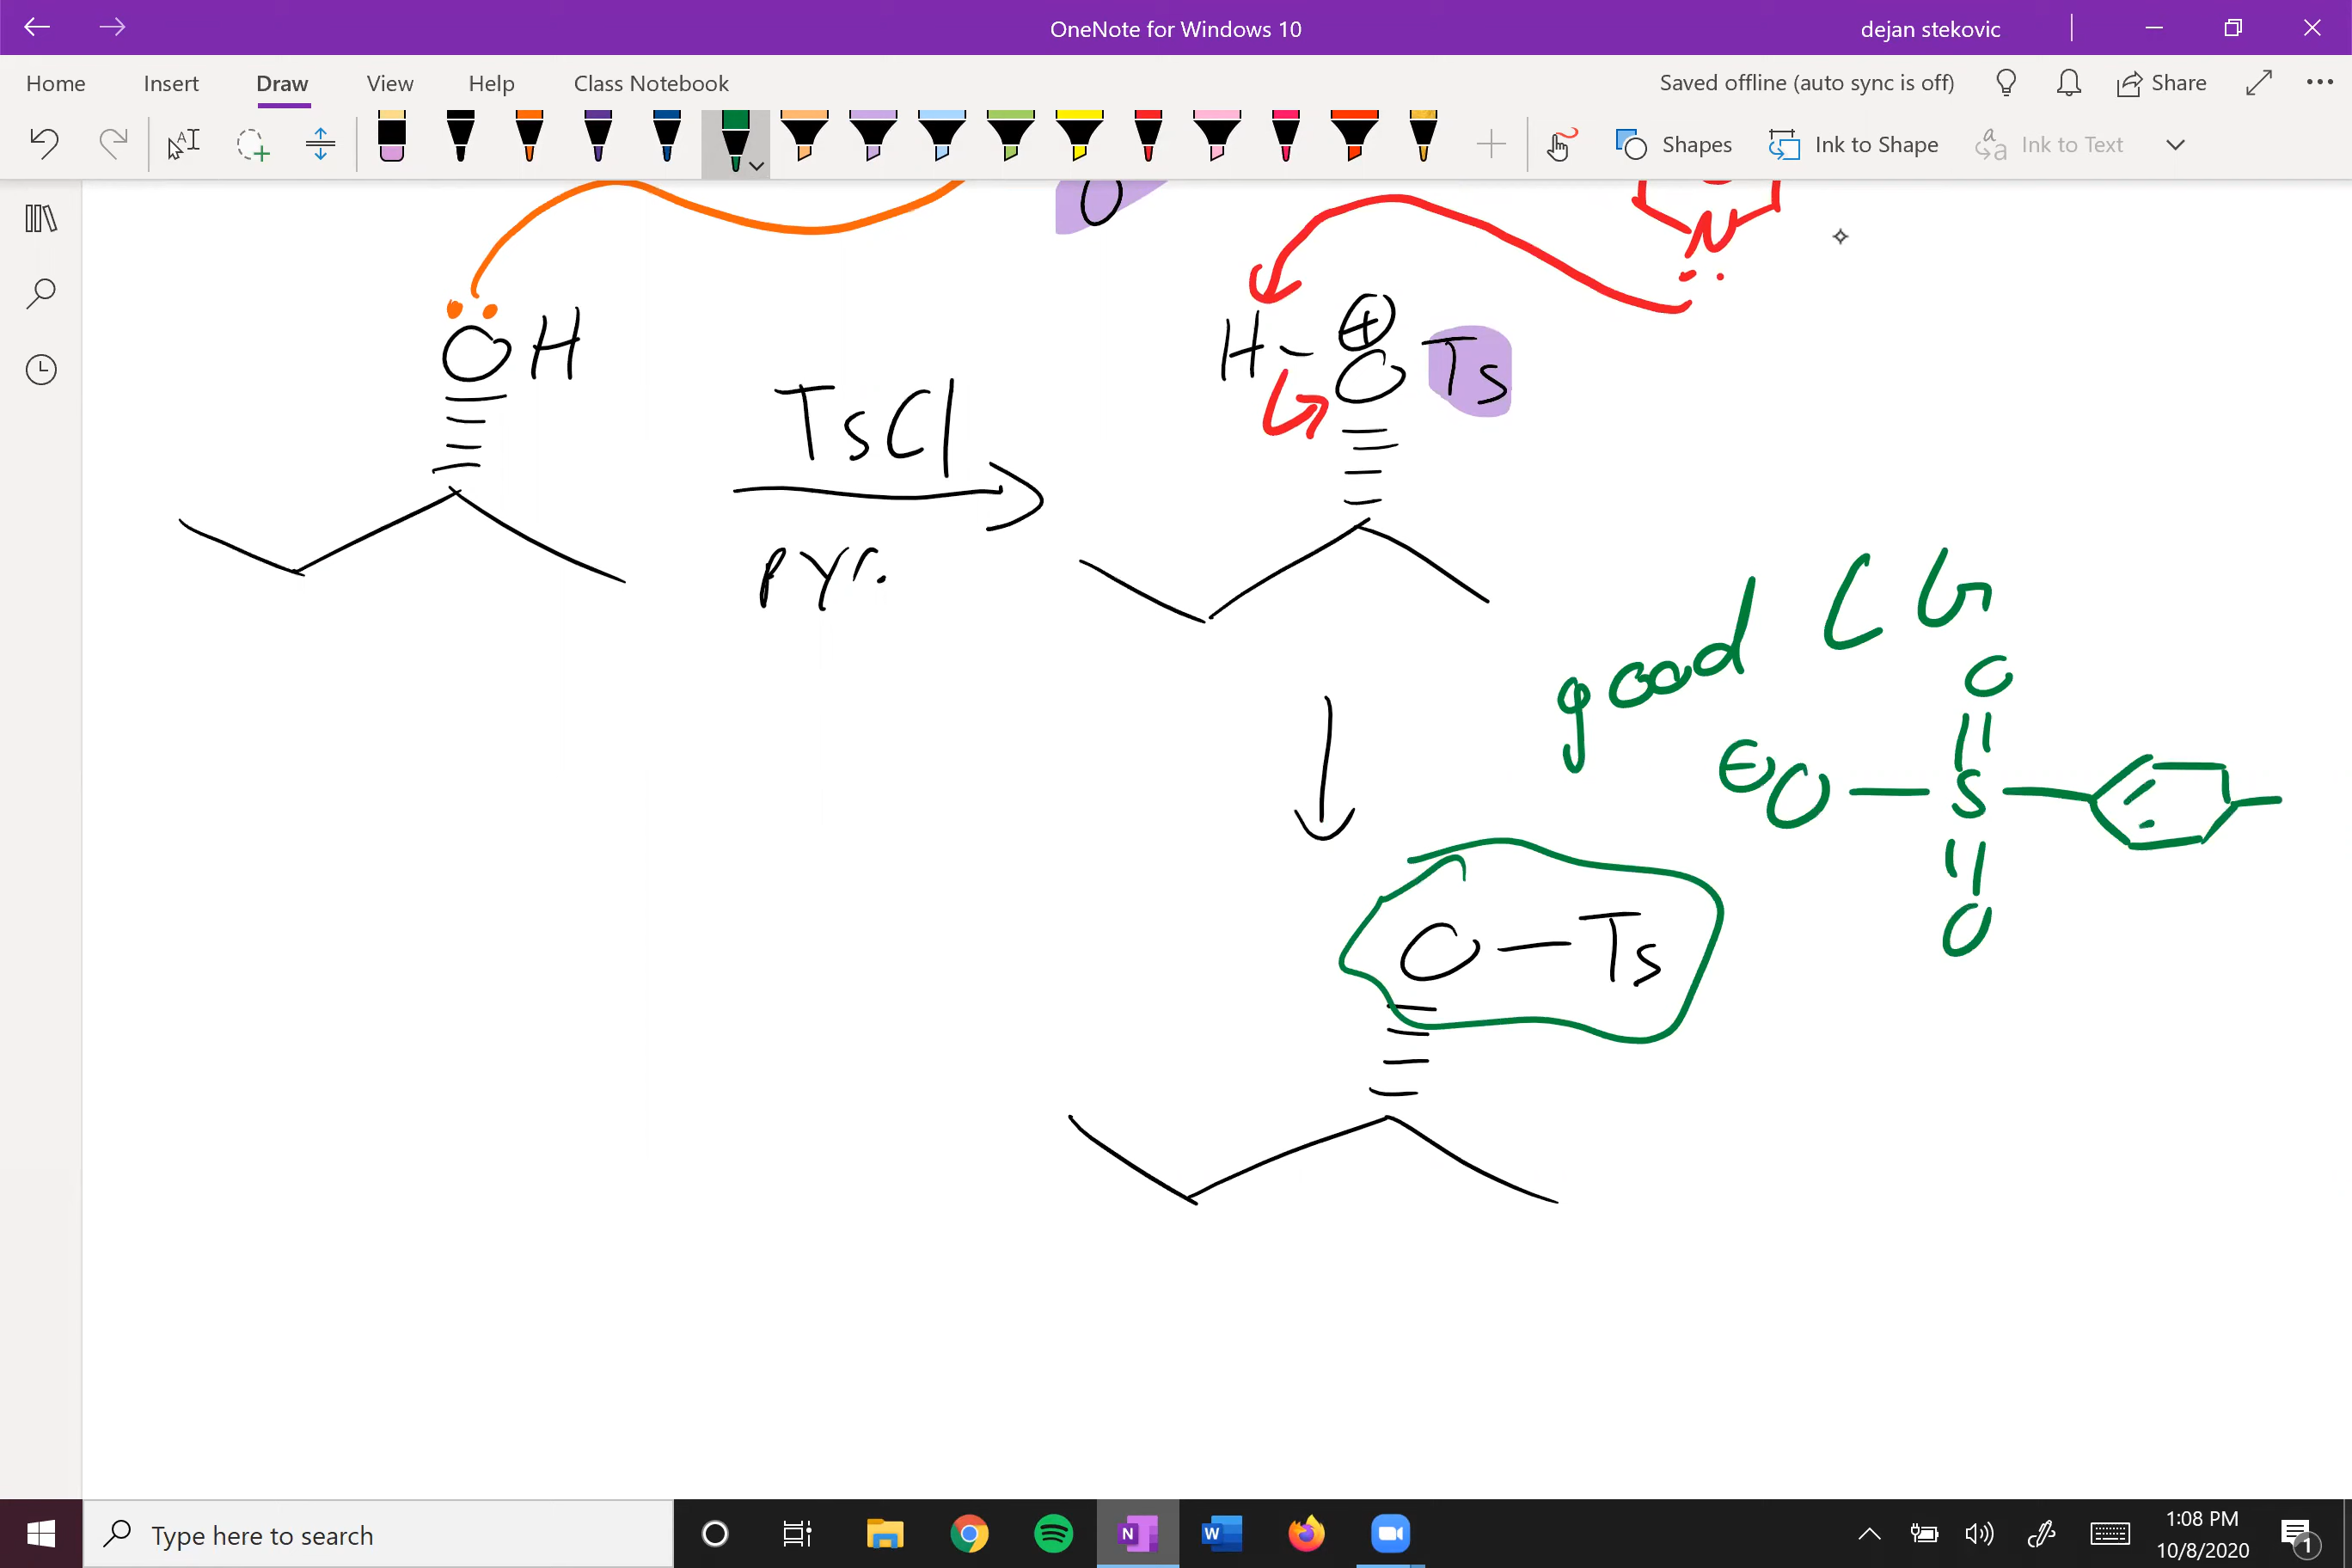 OneNote for Windows 10
dejan stekovic
Home Insert Draw View Help Class Notebook
Saved offline (auto sync is off)
Share
Shapes
Ink to Shape
Ink to Text
O
N
OH
H-O
⊕
Ts
TsCl
pyr.
good LG
O
⊖O—S
O
O—Ts
Type here to search
1:08 PM
10/8/2020
1